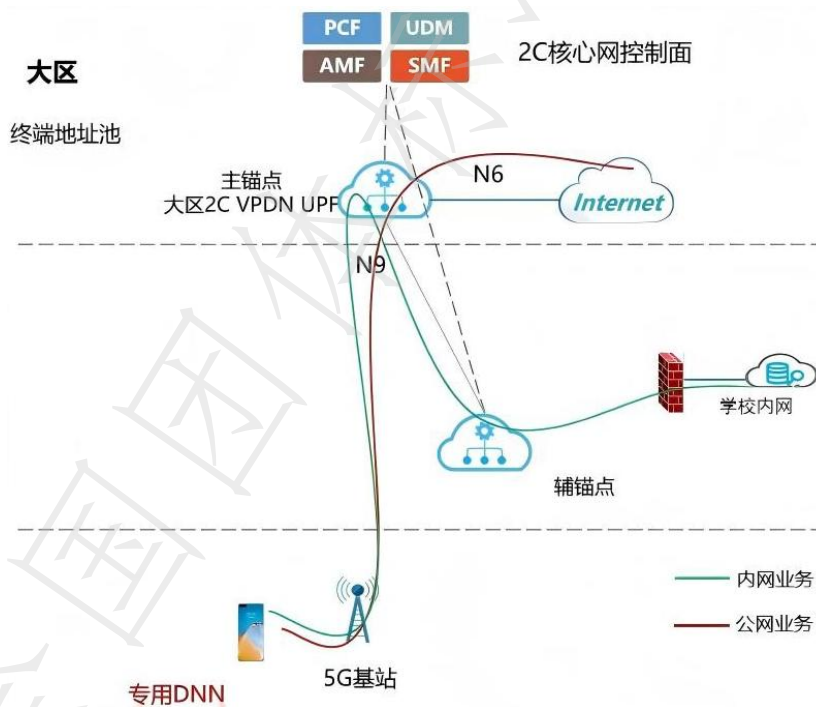 PCF UDM
AMF SMF
2C核心网控制面
大区
终端地址池
主锚点
大区2C VPDN UPF
N6
Internet
N9
学校内网
辅锚点
内网业务
公网业务
5G基站
专用DNN